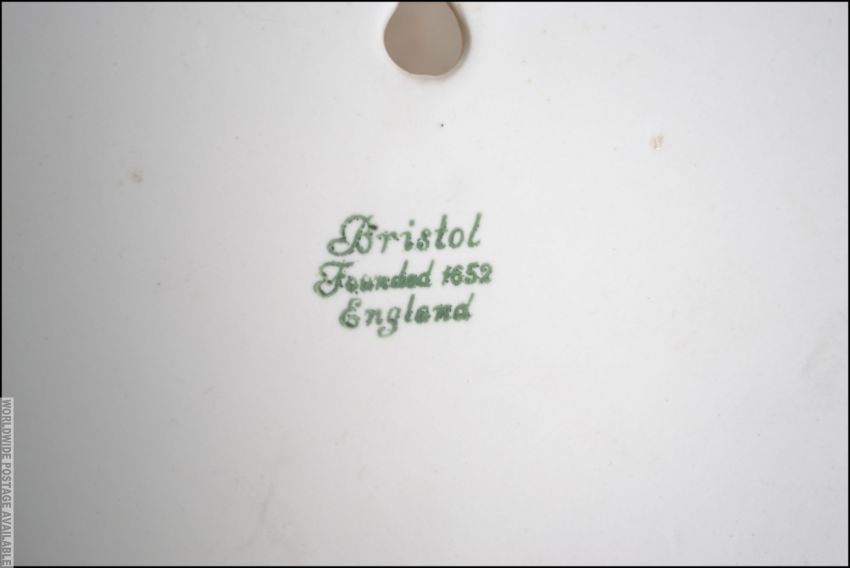 Bristol
Founded 1652
England
WORLDWIDE POSTAGE AVAILABLE